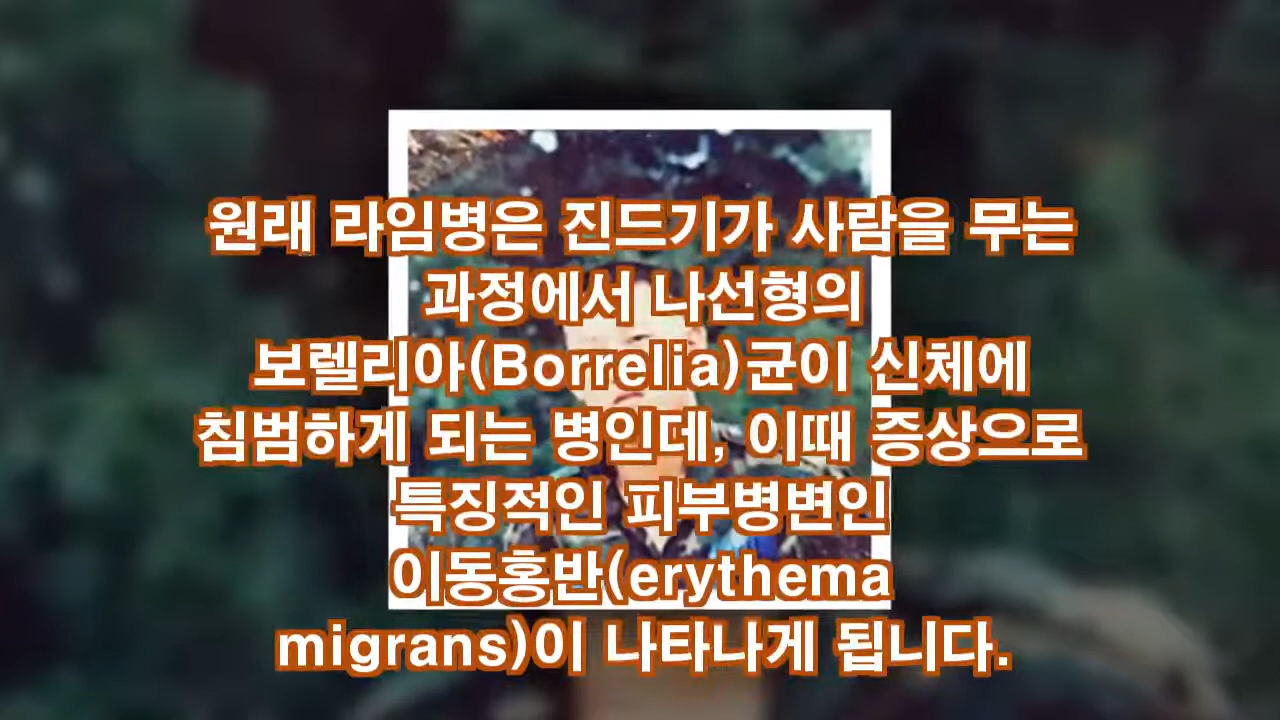 원래 라임병은 진드기가 사람을 무는
과정에서 나선형의
보렐리아(Borrelia)균이 신체에
침범하게 되는 병인데, 이때 증상으로
특징적인 피부병변인
이동홍반(erythema
migrans)이 나타나게 됩니다.